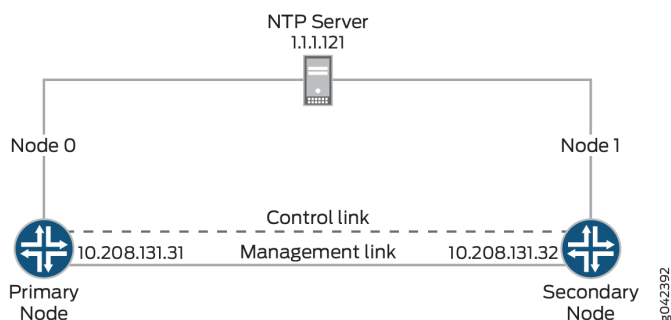 NTP Server
1.1.1.121
Node 0
Node 1
Control link
10.208.131.31
Management link
10.208.131.32
Primary
Node
Secondary
Node
g042392